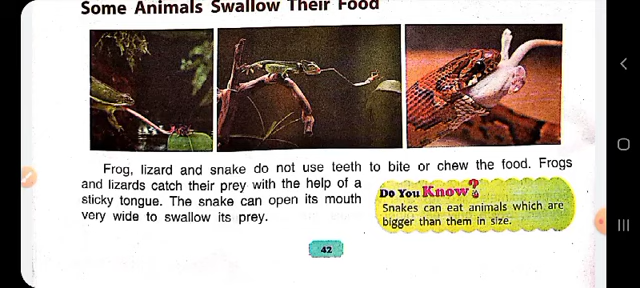 Some Animals Swallow Their Food
Frog, lizard and snake do not use teeth to bite or chew the food. Frogs
and lizards catch their prey with the help of a
sticky tongue. The snake can open its mouth
very wide to swallow its prey.
Do You Know?
Snakes can eat animals which are
bigger than them in size.
42